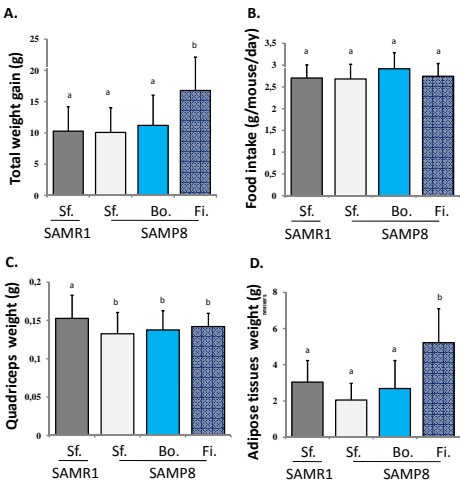 A.
Total weight gain (g)
25
20
15
10
5
0
a
a
a
b
Sf.
Sf.
Bo.
Fi.
SAMR1
SAMP8
B.
Food intake (g/mouse/day)
3,5
3
2,5
2
1,5
1
0,5
0
a
a
a
a
Sf.
Sf.
Bo.
Fi.
SAMR1
SAMP8
C.
Quadriceps weight (g)
0,2
0,15
0,1
0,05
0
a
b
b
b
Sf.
Sf.
Bo.
Fi.
SAMR1
SAMP8
D.
Adipose tissues weight (g)
8
6
4
2
0
a
a
a
b
Sf.
Sf.
Bo.
Fi.
SAMR1
SAMP8